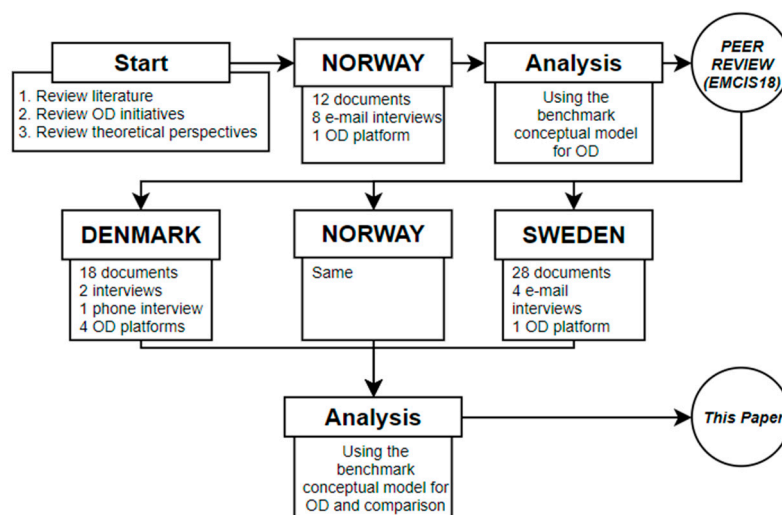 Start
1. Review literature
2. Review OD initiatives
3. Review theoretical perspectives
NORWAY
12 documents
8 e-mail interviews
1 OD platform
Analysis
Using the
benchmark
conceptual model
for OD
PEER
REVIEW
(EMCIS18)
DENMARK
18 documents
2 interviews
1 phone interview
4 OD platforms
NORWAY
Same
SWEDEN
28 documents
4 e-mail
interviews
1 OD platform
Analysis
Using the
benchmark
conceptual model for
OD and comparison
This Paper